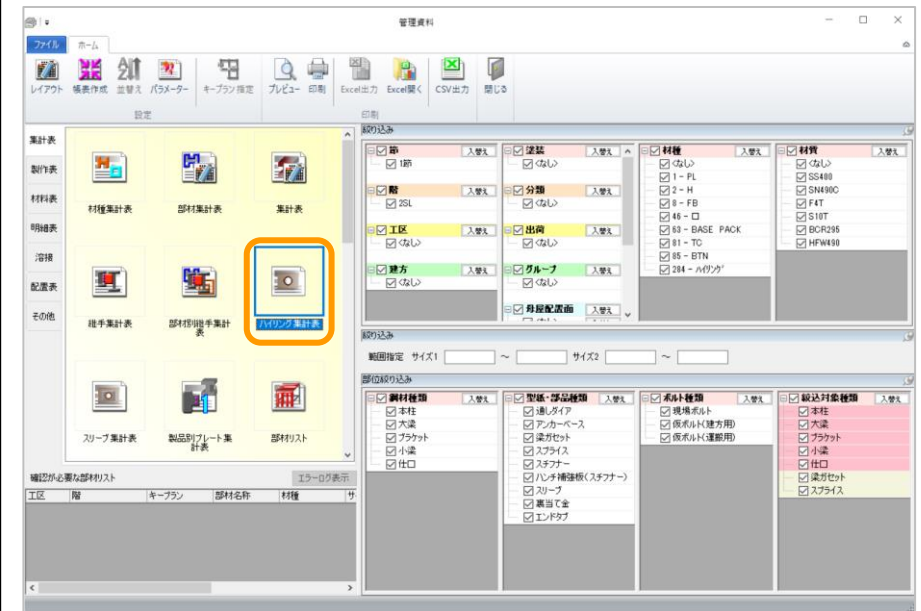 管理資料
ファイル ホーム
レイアウト 帳表作成 並替え パラメーター キープラン指定 プレビュー 印刷 Excel出力 Excel開く CSV出力 閉じる
設定 印刷
集計表
製作表
材料表
明細表
溶接
配置表
その他
材種集計表 部材集計表 集計表
継手集計表 部材別継手集計表 ハイリング集計表
スリーブ集計表 製品別プレート集計表 部材リスト
確認が必要な部材リスト エラーログ表示
工区 階 キープラン 部材名称 材種 サ
絞り込み
節 入替え
1節
階 入替え
2SL
工区 入替え
<なし>
建方 入替え
<なし>
塗装 入替え
<なし>
分類 入替え
<なし>
出荷 入替え
<なし>
グループ 入替え
<なし>
母屋配置面 入替え
材種 入替え
<なし>
1 - PL
2 - H
8 - FB
46 - □
63 - BASE PACK
81 - TC
85 - BTN
284 - ハイリング
材質 入替え
<なし>
SS400
SN490C
F4T
S10T
BCR295
HFW490
絞り込み
範囲指定 サイズ1 ～ サイズ2 ～
部位絞り込み
鋼材種類 入替え
本柱
大梁
ブラケット
小梁
仕口
型紙・部品種類 入替え
通しダイア
アンカーベース
梁ガセット
スプライス
スチフナー
ハンチ補強板(スチフナー)
スリーブ
裏当て金
エンドタブ
ボルト種類 入替え
現場ボルト
仮ボルト(建方用)
仮ボルト(運搬用)
絞込対象種類 入替え
本柱
大梁
ブラケット
小梁
仕口
梁ガセット
スプライス